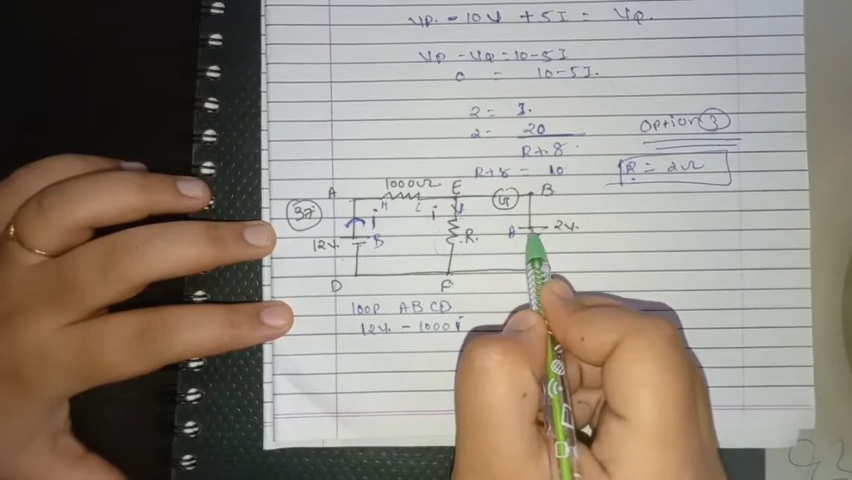 Vp - 10V + 5I = VQ.
Vp - VQ = 10 - 5I
0 = 10 - 5I.
2 = I.
2 = 20
R + 8.
R + 8 = 10
Option 3
R = 2Ω
37
A
1000Ω
E
G
B
H
L
i
i
12V
B
R.
A
2V.
D
F
loop ABCD
12V - 1000i